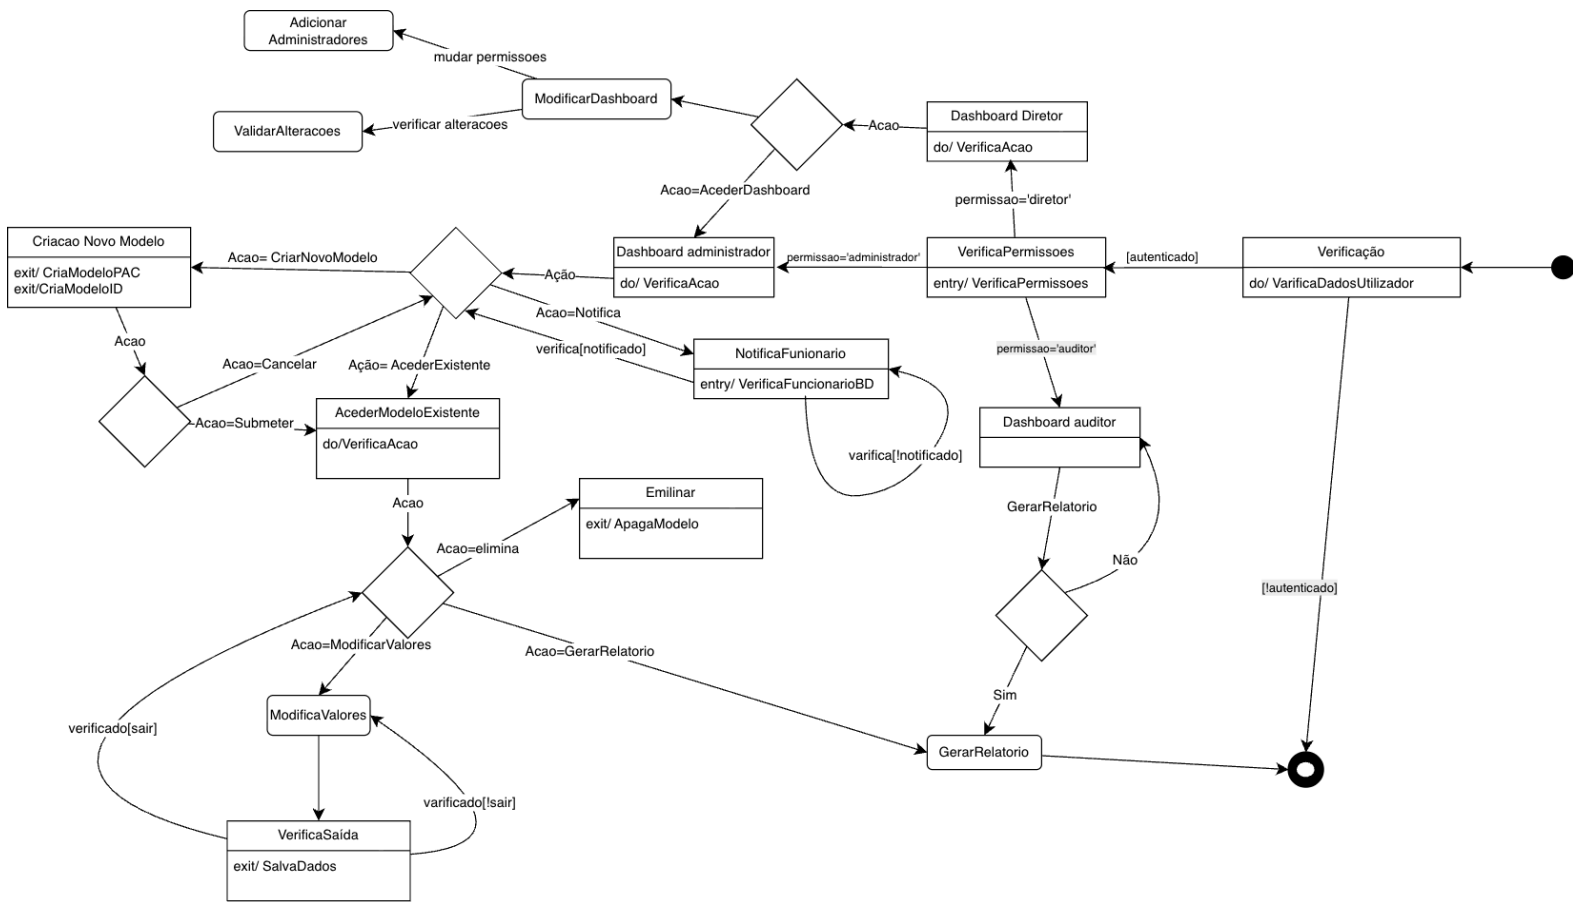 Adicionar
Administradores
mudar permissoes
ModificarDashboard
ValidarAlteracoes
verificar alteracoes
Acao
Dashboard Diretor
do/ VerificaAcao
Acao=AcederDashboard
permissao='diretor'
Criacao Novo Modelo
exit/ CriaModeloPAC
exit/CriaModeloID
Acao= CriarNovoModelo
Ação
Dashboard administrador
do/ VerificaAcao
permissao='administrador'
VerificaPermissoes
entry/ VerificaPermissoes
[autenticado]
Verificação
do/ VarificaDadosUtilizador
Acao
Acao=Notifica
verifica[notificado]
Acao=Cancelar
Ação= AcederExistente
NotificaFunionario
entry/ VerificaFuncionarioBD
permissao='auditor'
Acao=Submeter
AcederModeloExistente
do/VerificaAcao
Dashboard auditor
varifica[!notificado]
Acao
Emilinar
exit/ ApagaModelo
GerarRelatorio
Acao=elimina
Não
[!autenticado]
Acao=ModificarValores
Acao=GerarRelatorio
Sim
verificado[sair]
ModificaValores
GerarRelatorio
varificado[!sair]
VerificaSaída
exit/ SalvaDados